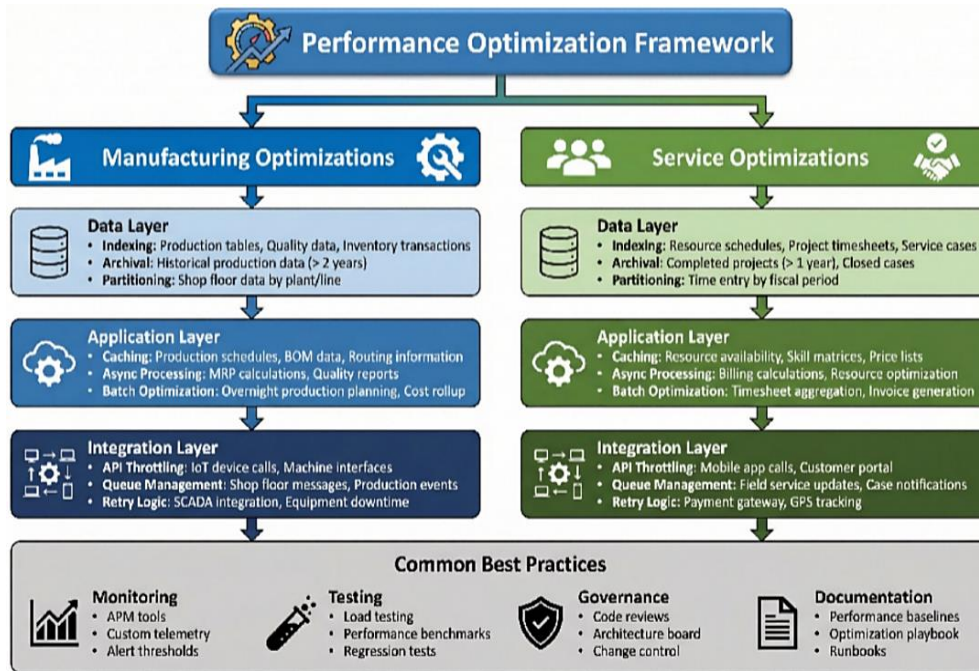 Performance Optimization Framework
Manufacturing Optimizations
Data Layer
• Indexing: Production tables, Quality data, Inventory transactions
• Archival: Historical production data (> 2 years)
• Partitioning: Shop floor data by plant/line
Application Layer
• Caching: Production schedules, BOM data, Routing information
• Async Processing: MRP calculations, Quality reports
• Batch Optimization: Overnight production planning, Cost rollup
Integration Layer
• API Throttling: IoT device calls, Machine interfaces
• Queue Management: Shop floor messages, Production events
• Retry Logic: SCADA integration, Equipment downtime
Service Optimizations
Data Layer
• Indexing: Resource schedules, Project timesheets, Service cases
• Archival: Completed projects (> 1 year), Closed cases
• Partitioning: Time entry by fiscal period
Application Layer
• Caching: Resource availability, Skill matrices, Price lists
• Async Processing: Billing calculations, Resource optimization
• Batch Optimization: Timesheet aggregation, Invoice generation
Integration Layer
• API Throttling: Mobile app calls, Customer portal
• Queue Management: Field service updates, Case notifications
• Retry Logic: Payment gateway, GPS tracking
Common Best Practices
Monitoring
• APM tools
• Custom telemetry
• Alert thresholds
Testing
• Load testing
• Performance benchmarks
• Regression tests
Governance
• Code reviews
• Architecture board
• Change control
Documentation
• Performance baselines
• Optimization playbook
• Runbooks